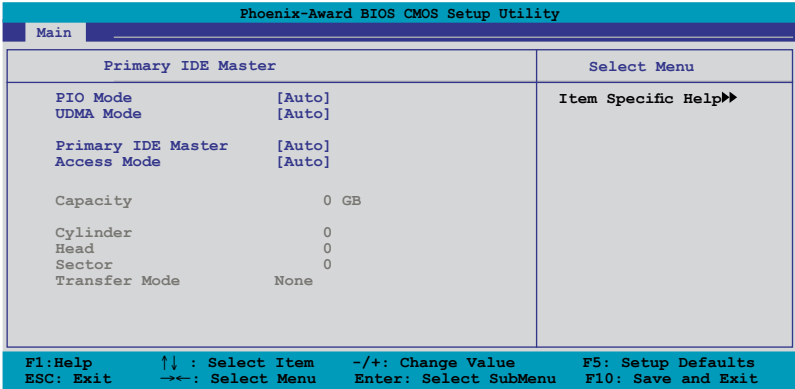 Phoenix-Award BIOS CMOS Setup Utility
Main
Primary IDE Master
Select Menu
PIO Mode [Auto]
UDMA Mode [Auto]
Item Specific Help▶▶
Primary IDE Master [Auto]
Access Mode [Auto]
Capacity 0 GB
Cylinder 0
Head 0
Sector 0
Transfer Mode None
F1:Help ↑↓ : Select Item -/+: Change Value F5: Setup Defaults
ESC: Exit →←: Select Menu Enter: Select SubMenu F10: Save and Exit